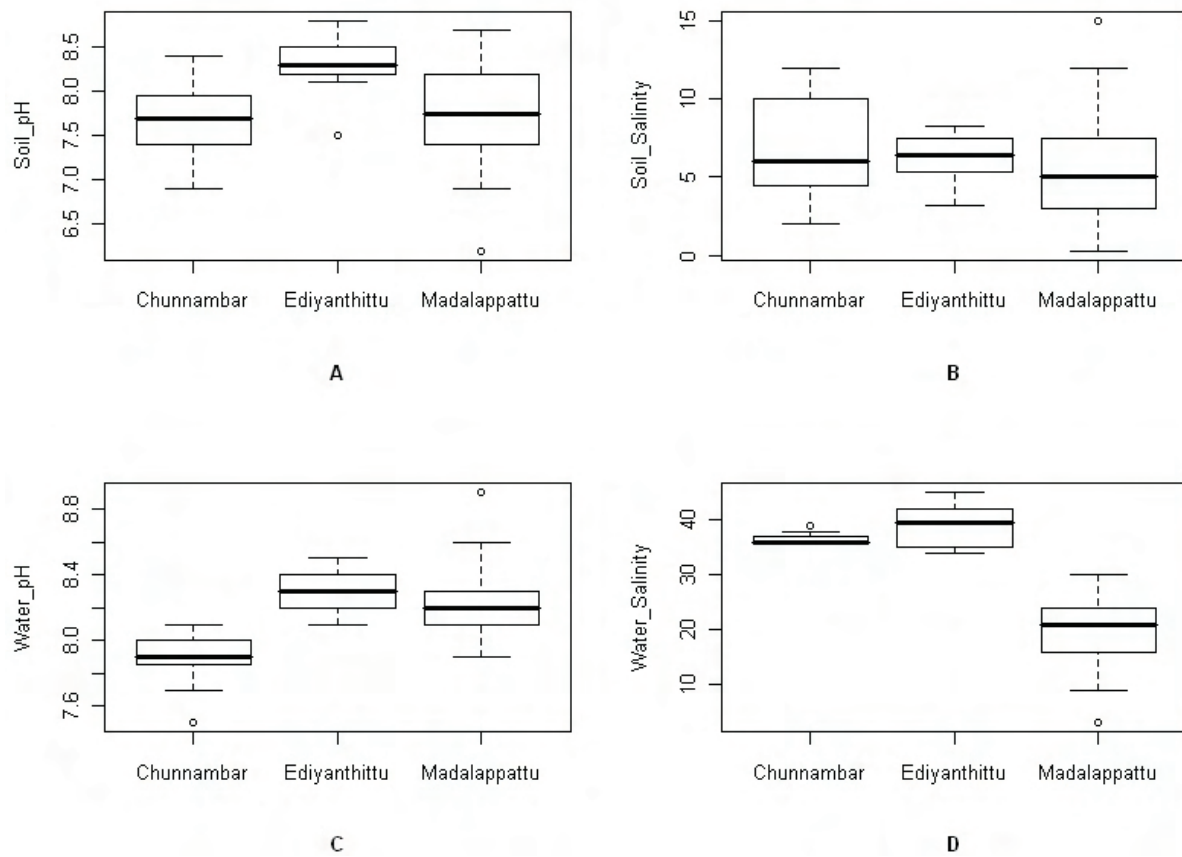 Soil_pH
8.5
8.0
7.5
7.0
6.5
Chunnambar Ediyanthittu Madalappattu
A
Soil_Salinity
15
10
5
0
Chunnambar Ediyanthittu Madalappattu
B
Water_pH
8.8
8.4
8.0
7.6
Chunnambar Ediyanthittu Madalappattu
C
Water_Salinity
40
30
20
10
Chunnambar Ediyanthittu Madalappattu
D